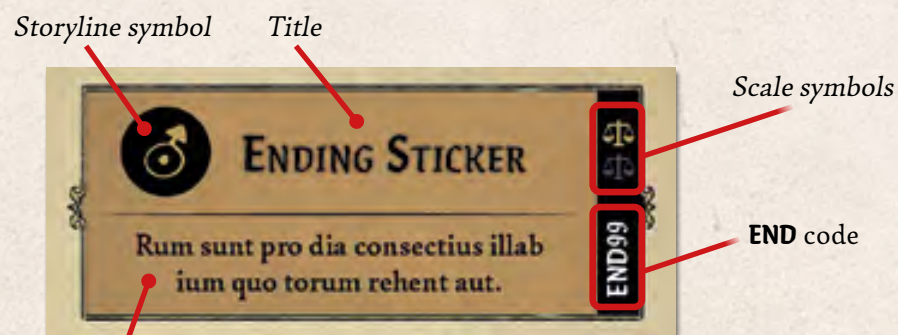 Storyline symbol
Title
Scale symbols
ENDING STICKER
Rum sunt pro dia consectius illab
ium quo torum rehent aut.
END99
END code